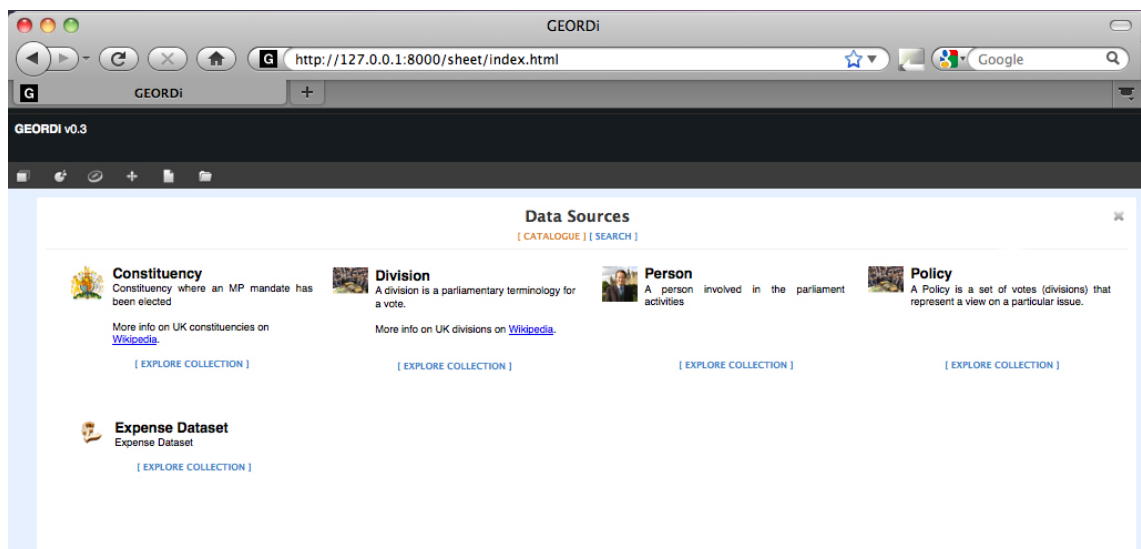 GEORDi
http://127.0.0.1:8000/sheet/index.html
Google
G GEORDi +
GEORDi v0.3
Data Sources
[ CATALOGUE ] [ SEARCH ]
Constituency
Constituency where an MP mandate has
been elected
More info on UK constituencies on
Wikipedia.
[ EXPLORE COLLECTION ]
Division
A division is a parliamentary terminology for
a vote.
More info on UK divisions on Wikipedia.
[ EXPLORE COLLECTION ]
Person
A person involved in the parliament
activities
[ EXPLORE COLLECTION ]
Policy
A Policy is a set of votes (divisions) that
represent a view on a particular issue.
[ EXPLORE COLLECTION ]
Expense Dataset
Expense Dataset
[ EXPLORE COLLECTION ]